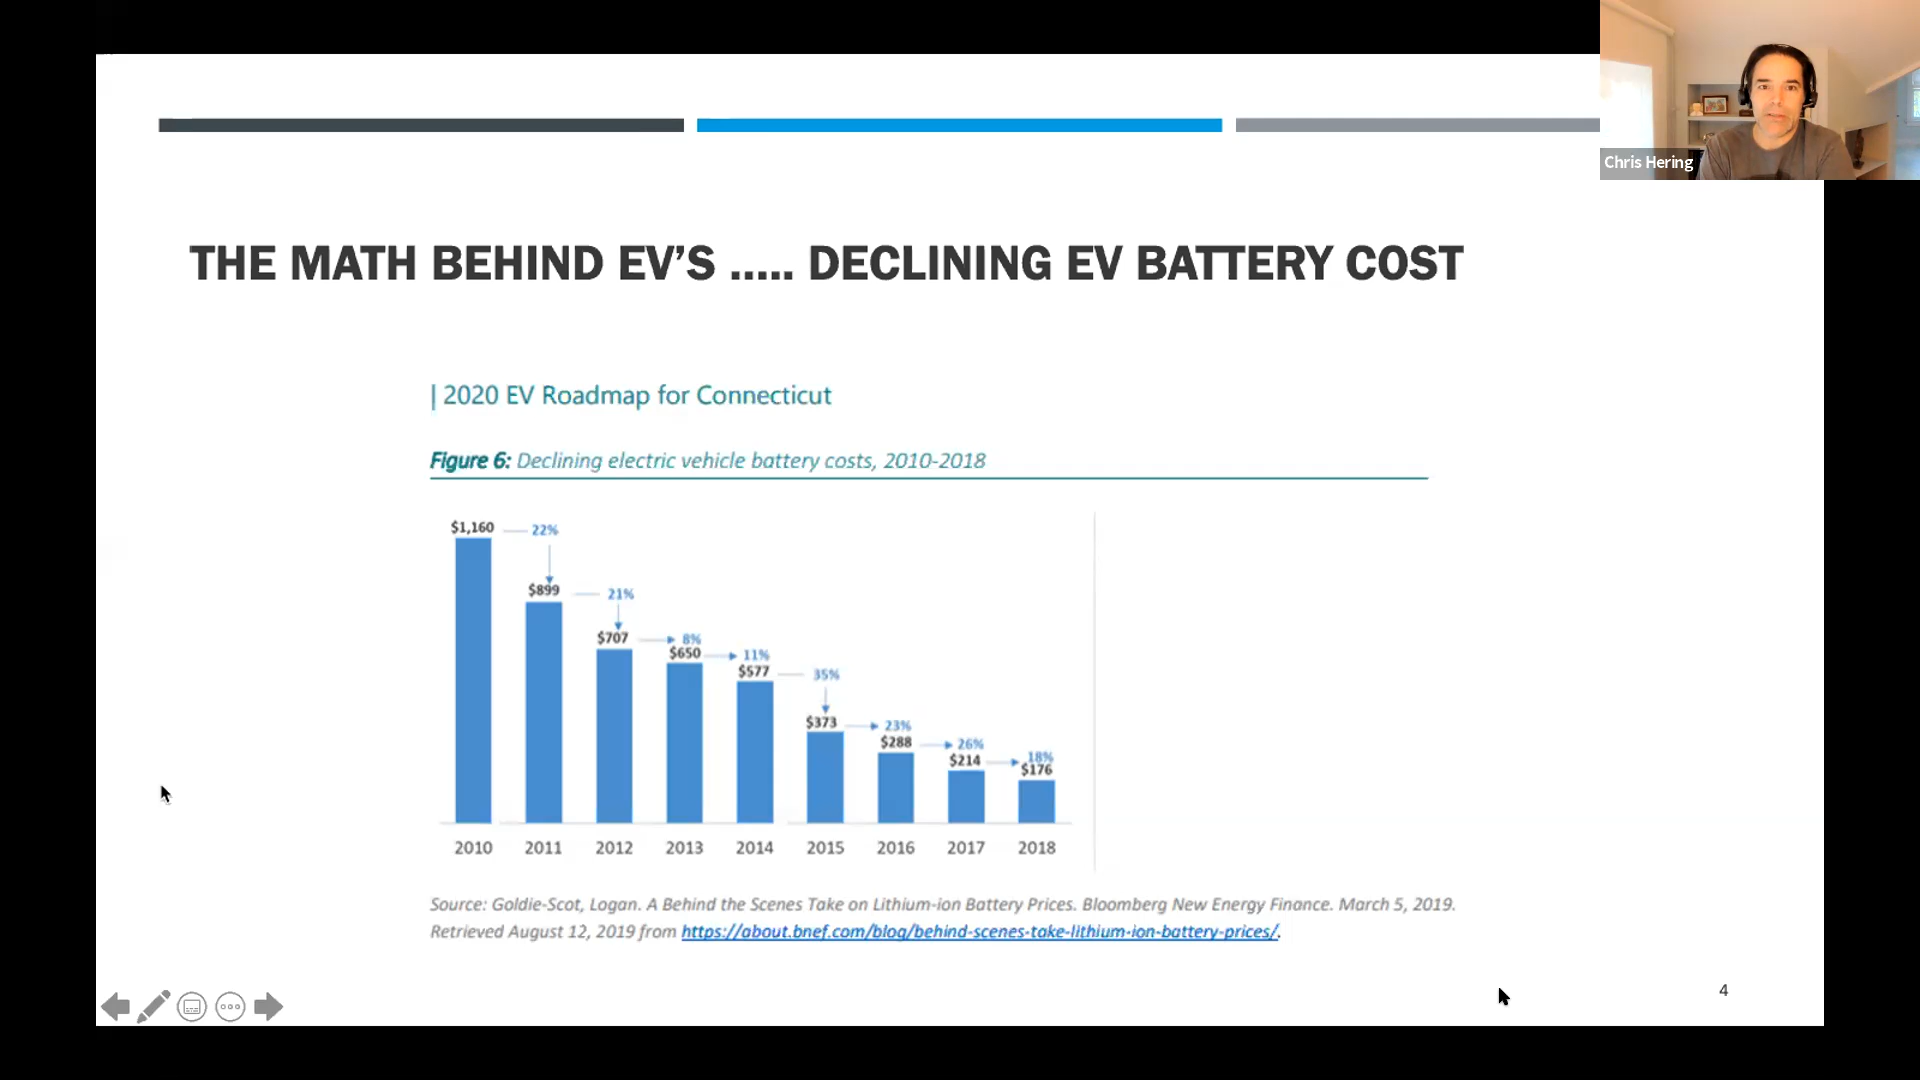 Chris Hering
THE MATH BEHIND EV’S ..... DECLINING EV BATTERY COST
| 2020 EV Roadmap for Connecticut
Figure 6: Declining electric vehicle battery costs, 2010-2018
$1,160 22%
$899 21%
$707 8%
$650 11%
$577 35%
$373 23%
$288 26%
$214 18%
$176
2010 2011 2012 2013 2014 2015 2016 2017 2018
Source: Goldie-Scot, Logan. A Behind the Scenes Take on Lithium-ion Battery Prices. Bloomberg New Energy Finance. March 5, 2019.
Retrieved August 12, 2019 from https://about.bnef.com/blog/behind-scenes-take-lithium-ion-battery-prices/.
4